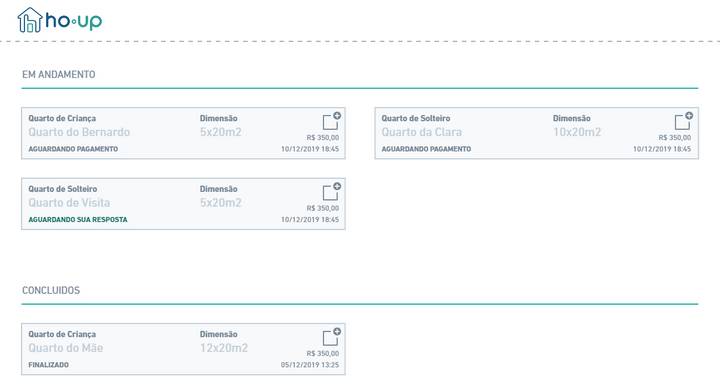 ho-up
EM ANDAMENTO
Quarto de Criança Dimensão
Quarto do Bernardo 5x20m2
R$ 350,00
AGUARDANDO PAGAMENTO 10/12/2019 18:45
Quarto de Solteiro Dimensão
Quarto da Clara 10x20m2
R$ 350,00
AGUARDANDO PAGAMENTO 10/12/2019 18:45
Quarto de Solteiro Dimensão
Quarto de Visita 5x20m2
R$ 350,00
AGUARDANDO SUA RESPOSTA 10/12/2019 18:45
CONCLUIDOS
Quarto de Criança Dimensão
Quarto do Mãe 12x20m2
R$ 350,00
FINALIZADO 05/12/2019 13:25